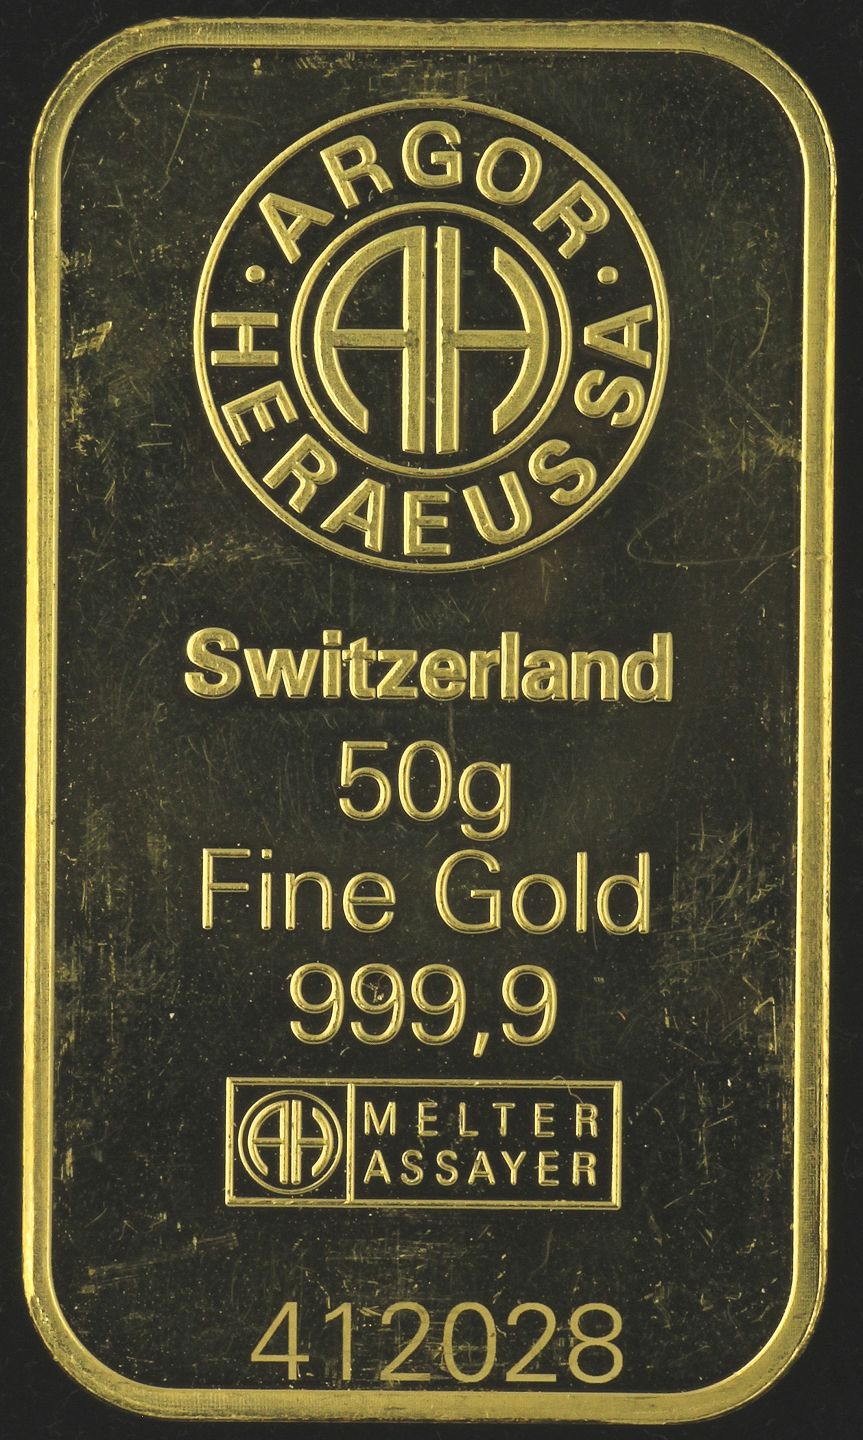 · ARGOR ·
HERAEUS SA
AH
Switzerland
50g
Fine Gold
999,9
AH
MELTER
ASSAYER
412028